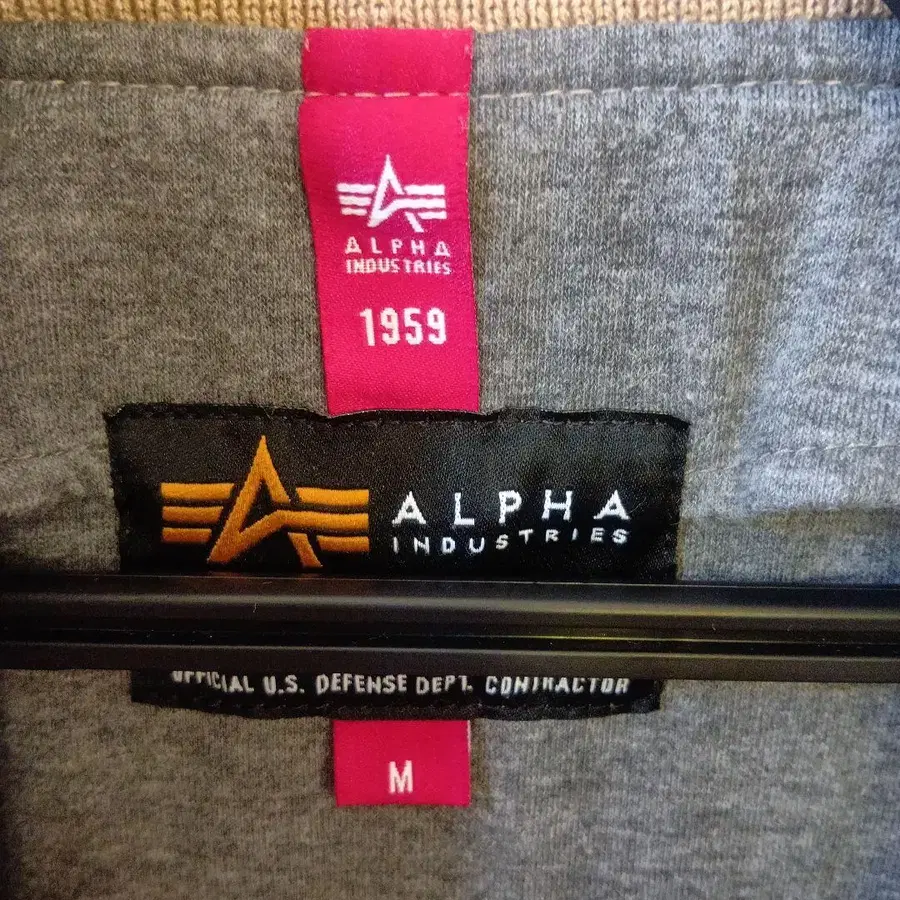 ALPHA
INDUSTRIES
1959
ALPHA
INDUSTRIES
OFFICIAL U.S. DEFENSE DEPT. CONTRACTOR
M